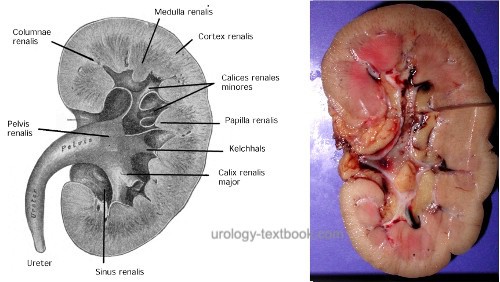 Medulla renalis
Columnae
renalis
Cortex renalis
Calices renales
minores
Pelvis
renalis
Papilla renalis
Pelvis
Kelchhals
Calix renalis
major
Ureter
urology-textbook.com
Ureter
Sinus renalis